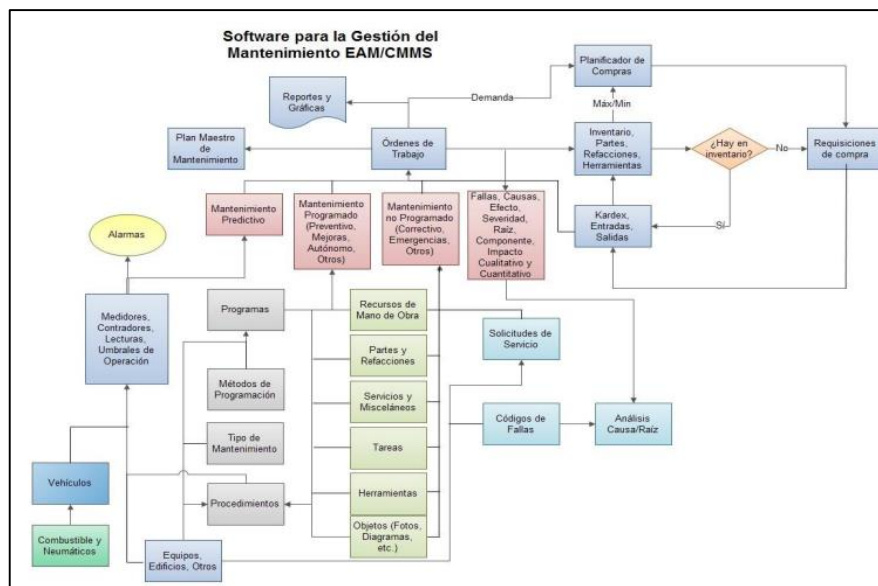 Software para la Gestión del
Mantenimiento EAM/CMMS
Planificador de
Compras
Reportes y
Gráficas
Demanda
Máx/Min
Plan Maestro
de
Mantenimiento
Órdenes de
Trabajo
Inventario,
Partes,
Refacciones,
Herramientas
¿Hay en
inventario?
No
Requisiciones
de compra
Mantenimiento
Predictivo
Mantenimiento
Programado
(Preventivo,
Mejoras,
Autónomo,
Otros)
Mantenimiento
no Programado
(Correctivo,
Emergencias,
Otros)
Fallas, Causas,
Efecto,
Severidad,
Raíz,
Componente,
Impacto
Cualitativo y
Cuantitativo
Kardex,
Entradas,
Salidas
Sí
Alarmas
Medidores,
Contradores,
Lecturas,
Umbrales de
Operación
Programas
Recursos de
Mano de Obra
Solicitudes de
Servicio
Partes y
Refacciones
Métodos de
Programación
Servicios y
Misceláneos
Códigos de
Fallas
Análisis
Causa/Raíz
Tipo de
Mantenimiento
Tareas
Vehículos
Procedimientos
Herramientas
Combustible y
Neumáticos
Equipos,
Edificios, Otros
Objetos (Fotos,
Diagramas,
etc.)